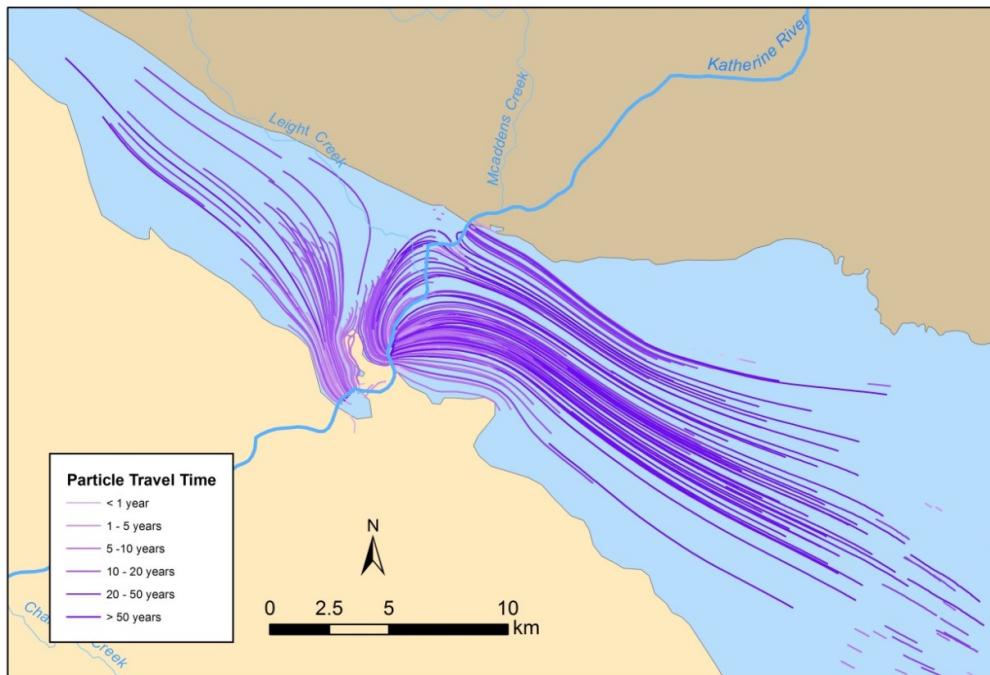 Katherine River
Mcaddens Creek
Leight Creek
Particle Travel Time
< 1 year
1 - 5 years
5 -10 years
10 - 20 years
20 - 50 years
> 50 years
N
0 2.5 5 10
km
Creek